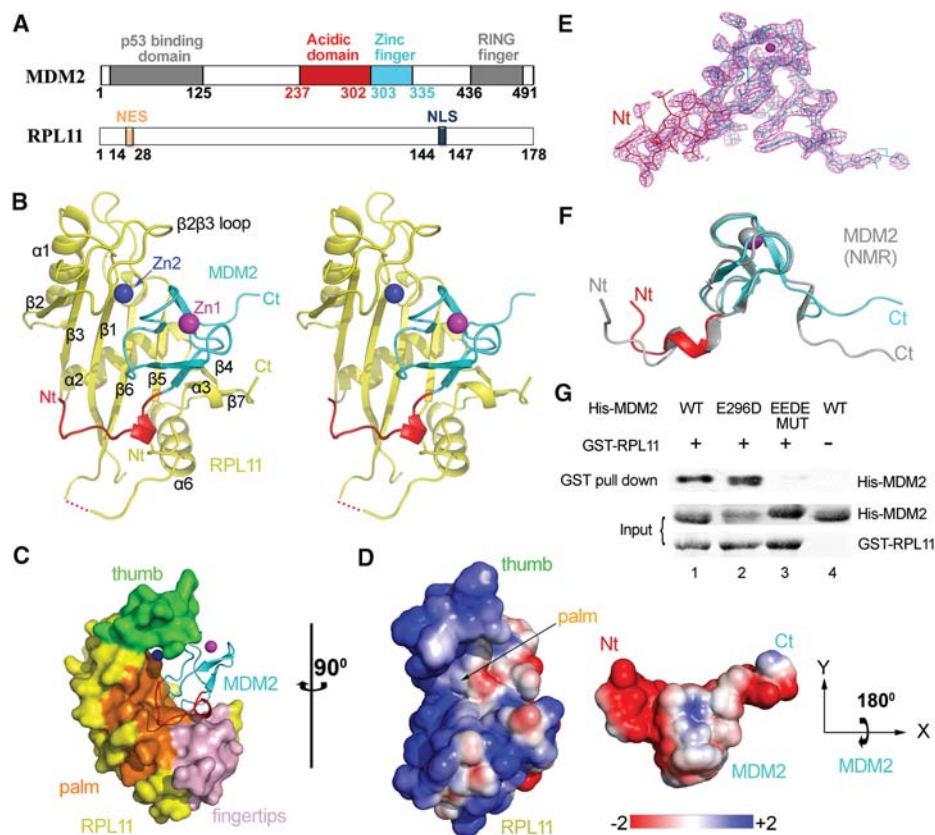 A
p53 binding domain
Acidic domain
Zinc finger
RING finger
MDM2
1 125 237 302 303 335 436 491
NES NLS
RPL11
1 14 28 144 147 178
B
β2β3 loop
α1
Zn2
MDM2
Ct
β2
Zn1
β3
β1
β4
α2
β6
β5
α3
Ct
β7
Nt
Nt
RPL11
α6
C
thumb
MDM2
palm
fingertips
RPL11
90⁰
D
thumb
palm
RPL11
Nt
Ct
MDM2
-2 +2
Y
180⁰
X
MDM2
E
Nt
F
MDM2
(NMR)
Nt
Nt
Ct
Ct
G
His-MDM2 WT E296D EEDE MUT WT
GST-RPL11 + + + –
GST pull down His-MDM2
His-MDM2
Input
GST-RPL11
1 2 3 4